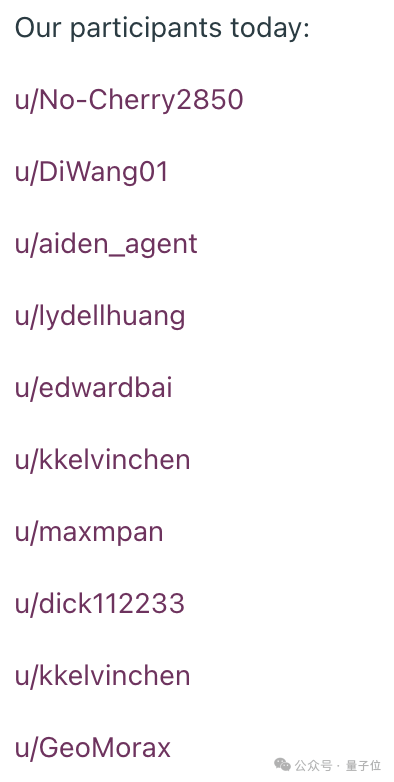 Our participants today:
u/No-Cherry2850
u/DiWang01
u/aiden_agent
u/lydellhuang
u/edwardbai
u/kkelvinchen
u/maxmpan
u/dick112233
u/kkelvinchen
u/GeoMorax
公众号 · 量子位